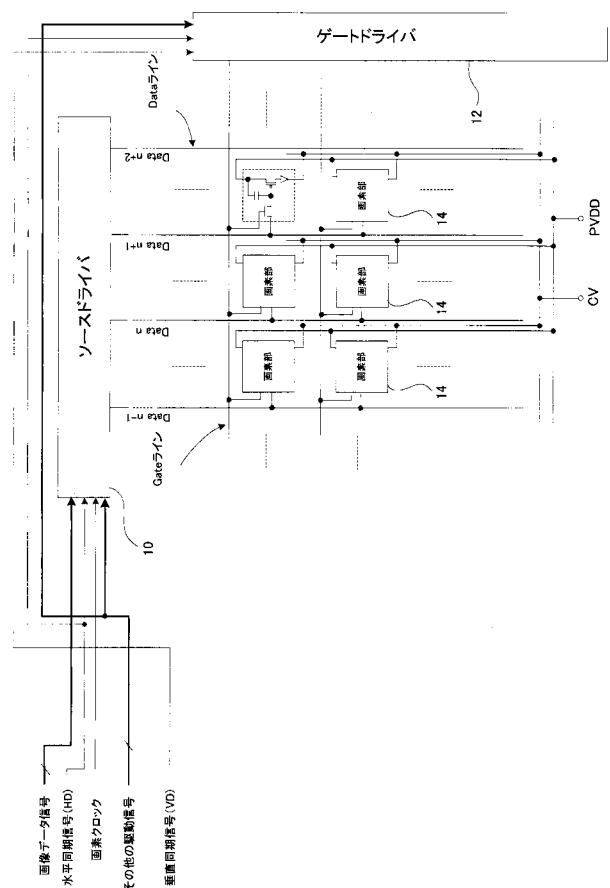 画像データ信号
水平同期信号(HD)
画素クロック
その他の駆動信号
垂直同期信号(VD)
10
ソースドライバ
Data n-1
Data n
Data n+1
Data n+2
Dataライン
Gateライン
画素部
画素部
画素部
14
画素部
14
画素部
14
ゲートドライバ
12
CV
PVDD